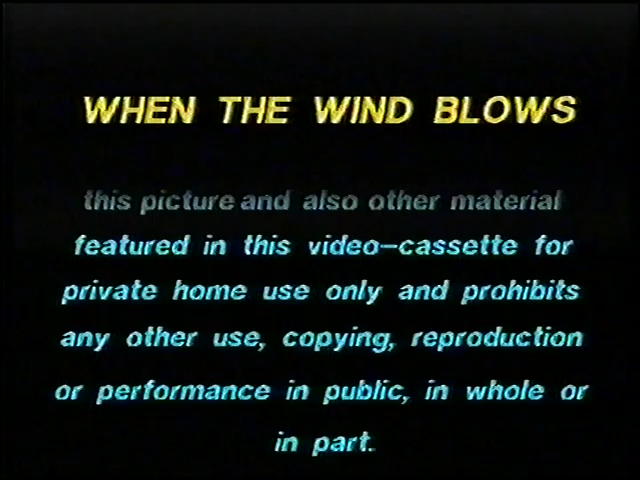 WHEN THE WIND BLOWS
this picture and also other material
featured in this video-cassette for
private home use only and prohibits
any other use, copying, reproduction
or performance in public, in whole or
in part.